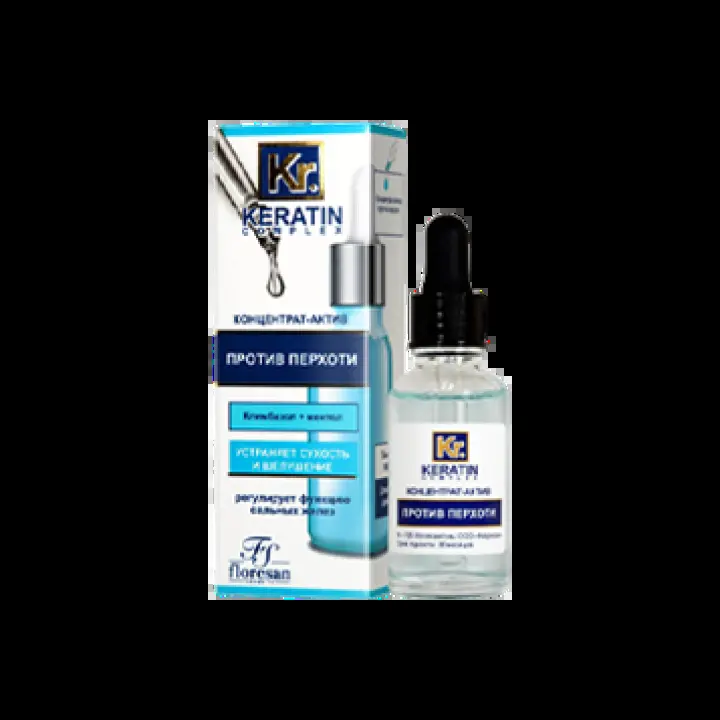 Kr.
KERATIN
COMPLEX
КОНЦЕНТРАТ-АКТИВ
ПРОТИВ ПЕРХОТИ
Климбазол + ментол
УСТРАНЯЕТ СУХОСТЬ
И ШЕЛУШЕНИЕ
регулирует функцию
сальных желез
FS
floresan
Kr.
KERATIN
COMPLEX
КОНЦЕНТРАТ-АКТИВ
ПРОТИВ ПЕРХОТИ